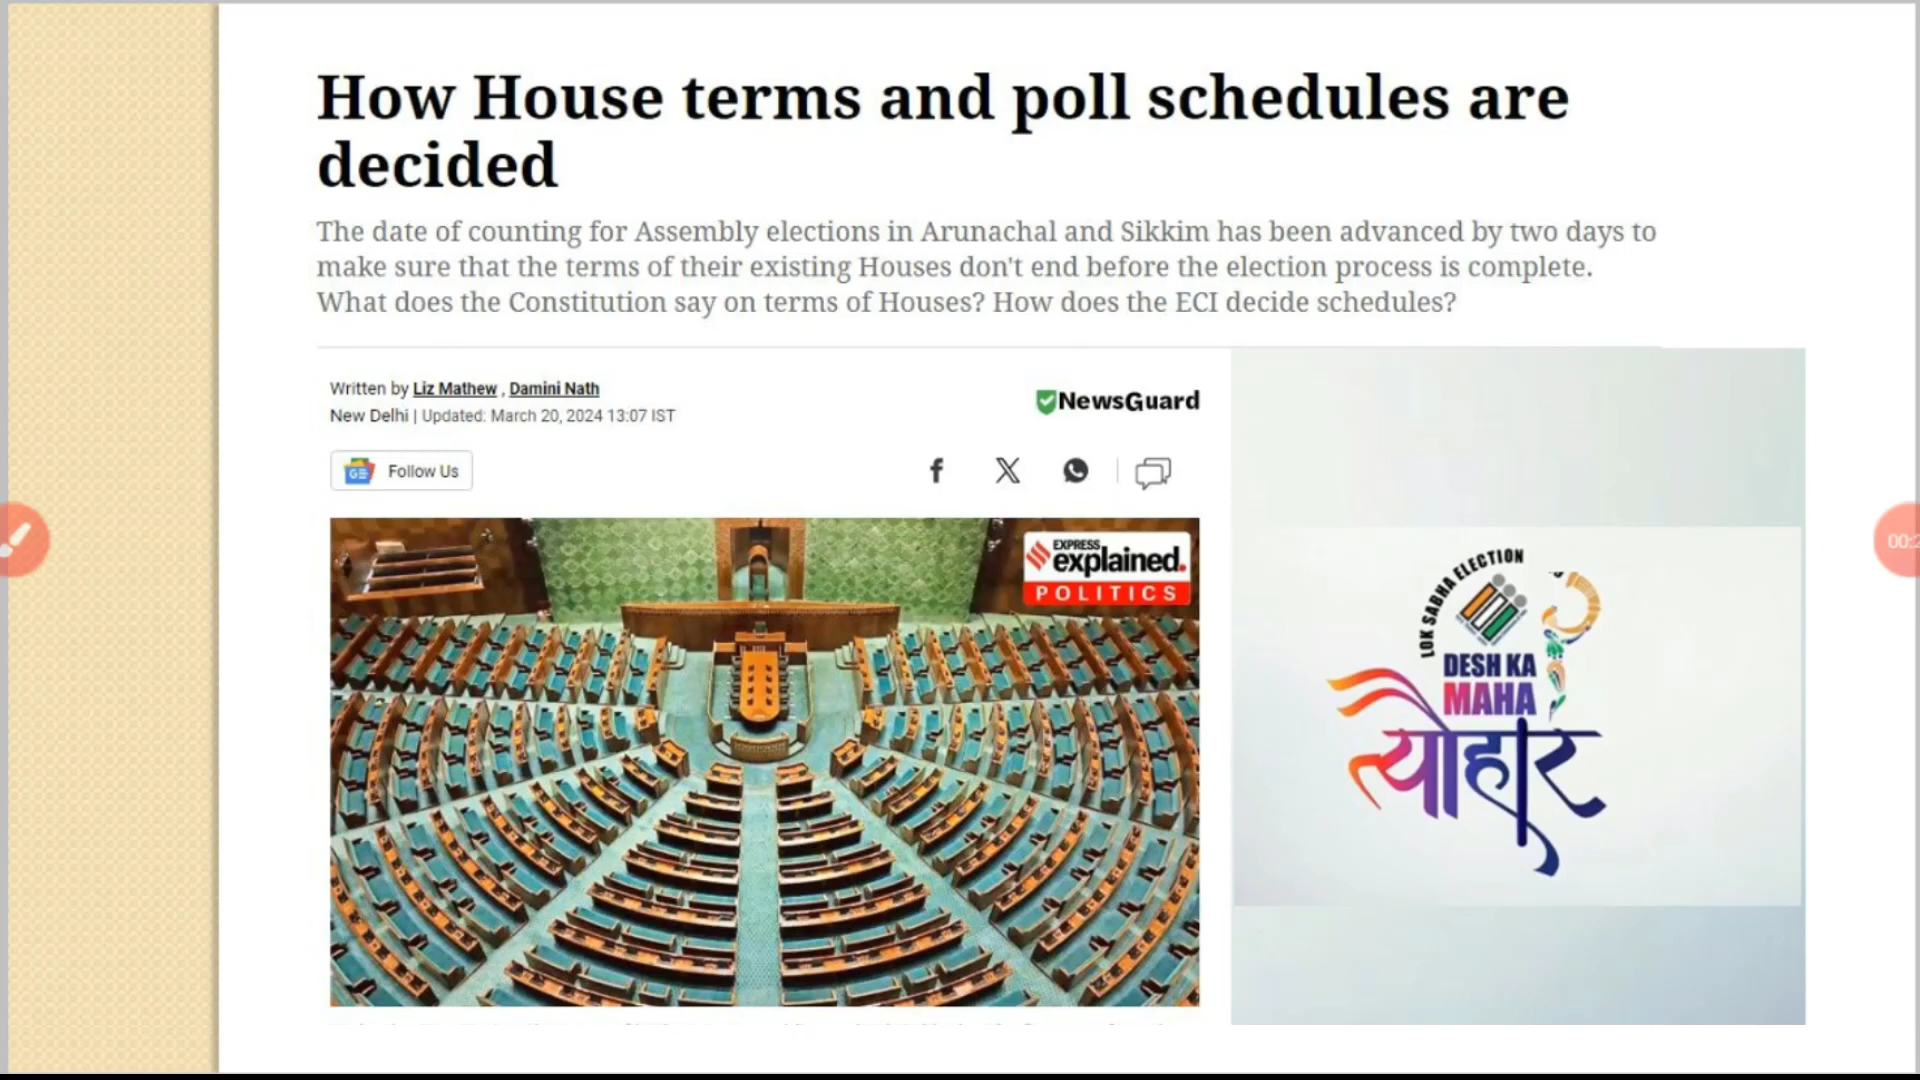 How House terms and poll schedules are
decided
The date of counting for Assembly elections in Arunachal and Sikkim has been advanced by two days to
make sure that the terms of their existing Houses don't end before the election process is complete.
What does the Constitution say on terms of Houses? How does the ECI decide schedules?
Written by Liz Mathew , Damini Nath
New Delhi | Updated: March 20, 2024 13:07 IST
NewsGuard
GE Follow Us
EXPRESS
explained.
POLITICS
LOK SABHA ELECTION
DESH KA
MAHA
त्यौहार